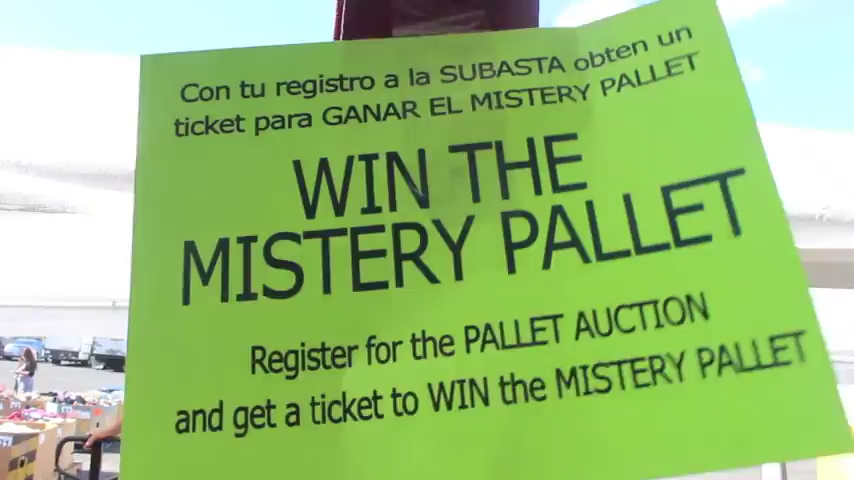 Con tu registro a la SUBASTA obten un
ticket para GANAR EL MISTERY PALLET
WIN THE
MISTERY PALLET
Register for the PALLET AUCTION
and get a ticket to WIN the MISTERY PALLET